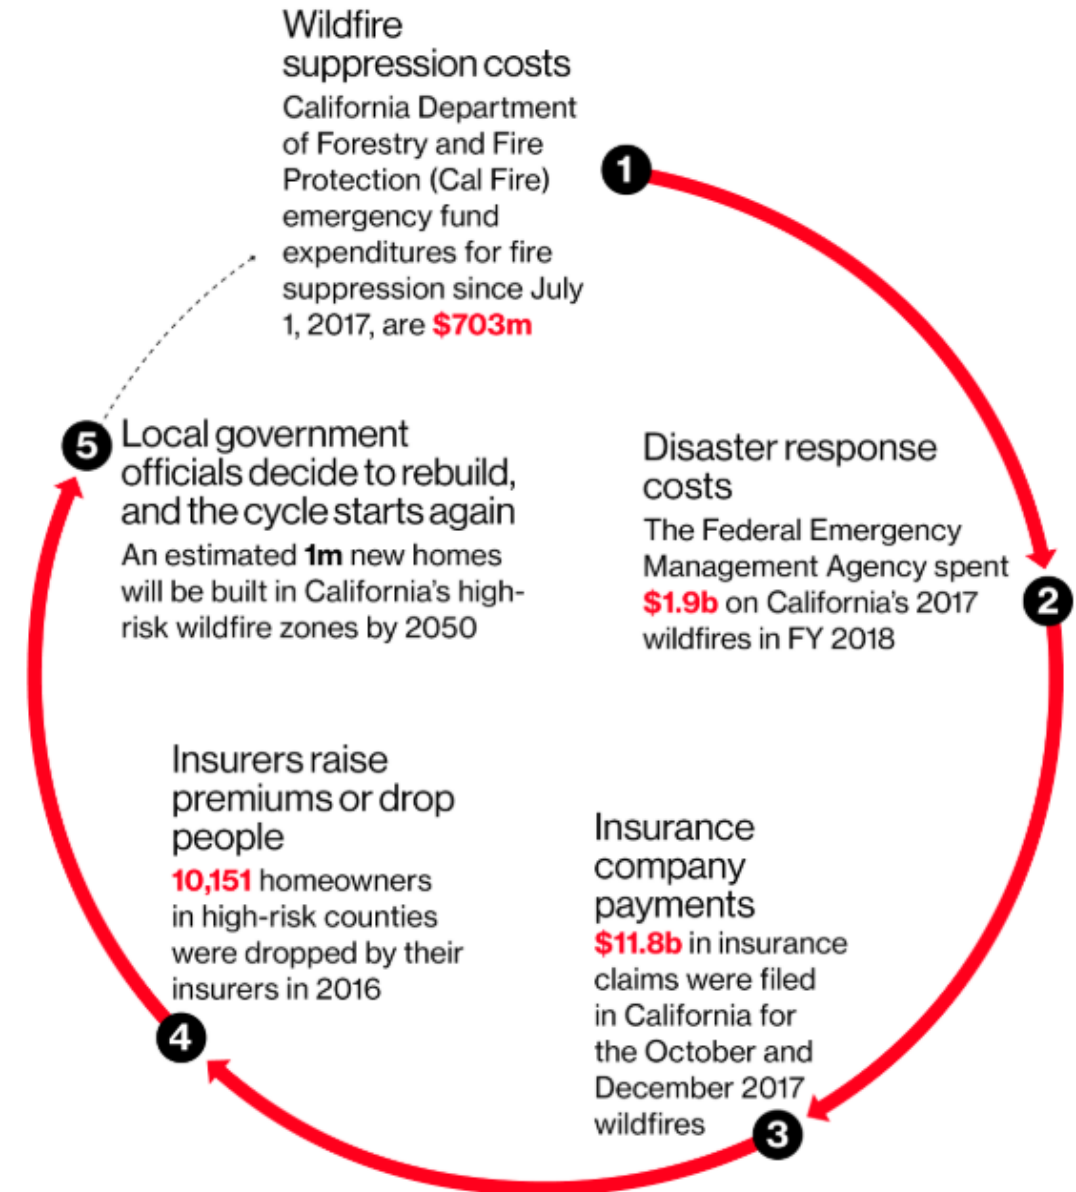 Wildfire
suppression costs
California Department
of Forestry and Fire
Protection (Cal Fire)
emergency fund
expenditures for fire
suppression since July
1, 2017, are $703m
1
Disaster response
costs
The Federal Emergency
Management Agency spent
$1.9b on California’s 2017
wildfires in FY 2018
2
Insurance
company
payments
$11.8b in insurance
claims were filed
in California for
the October and
December 2017
wildfires
3
Insurers raise
premiums or drop
people
10,151 homeowners
in high-risk counties
were dropped by their
insurers in 2016
4
5
Local government
officials decide to rebuild,
and the cycle starts again
An estimated 1m new homes
will be built in California’s high-
risk wildfire zones by 2050